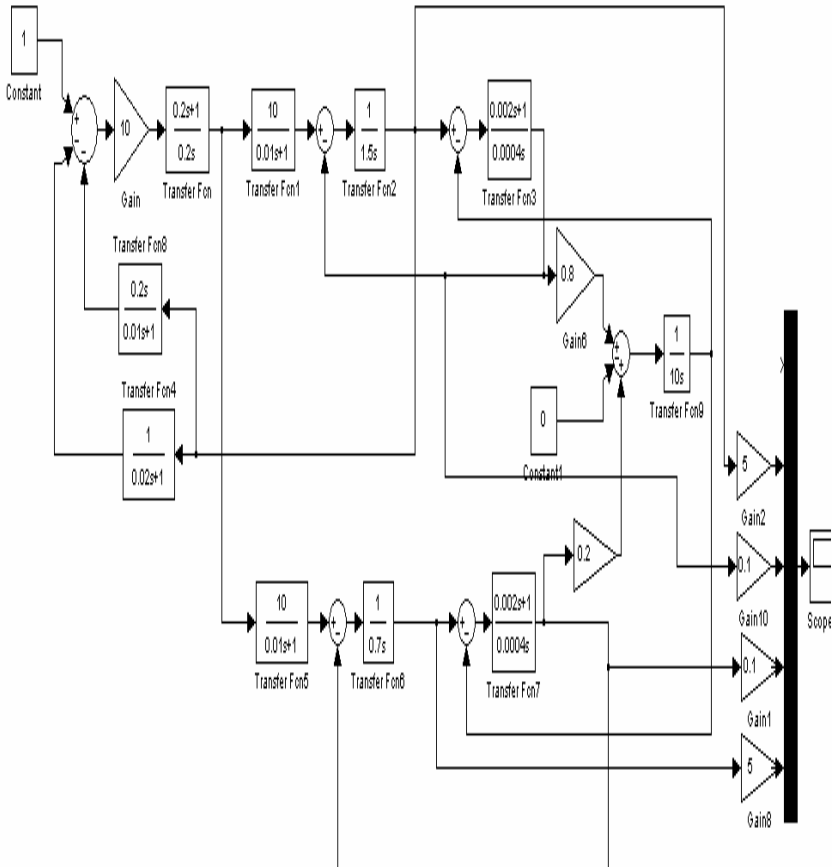 1
Constant
10
Gain
0.2s+1
0.2s
Transfer Fcn
10
0.01s+1
Transfer Fcn1
1
1.5s
Transfer Fcn2
0.002s+1
0.0004s
Transfer Fcn3
Transfer Fcn8
0.2s
0.01s+1
0.8
Gain6
1
10s
Transfer Fcn9
Transfer Fcn4
1
0.02s+1
0
Constant1
5
Gain2
0.2
0.1
Gain10
Scope
10
0.01s+1
Transfer Fcn5
1
0.7s
Transfer Fcn6
0.002s+1
0.0004s
Transfer Fcn7
0.1
Gain1
5
Gain8